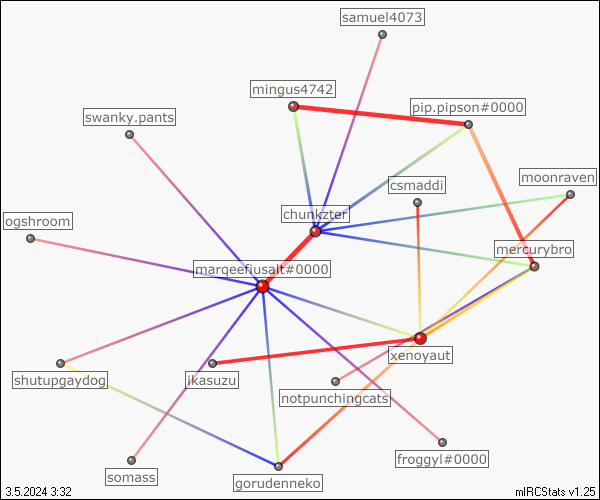 samuel4073
mingus4742
pip.pipson#0000
swanky.pants
moonraven
csmaddi
chunkzter
ogshroom
mercurybro
marqeefiusalt#0000
xenoyaut
shutupgaydog
ikasuzu
notpunchingcats
froggyl#0000
somass
gorudenneko
3.5.2024 3:32
mIRCStats v1.25